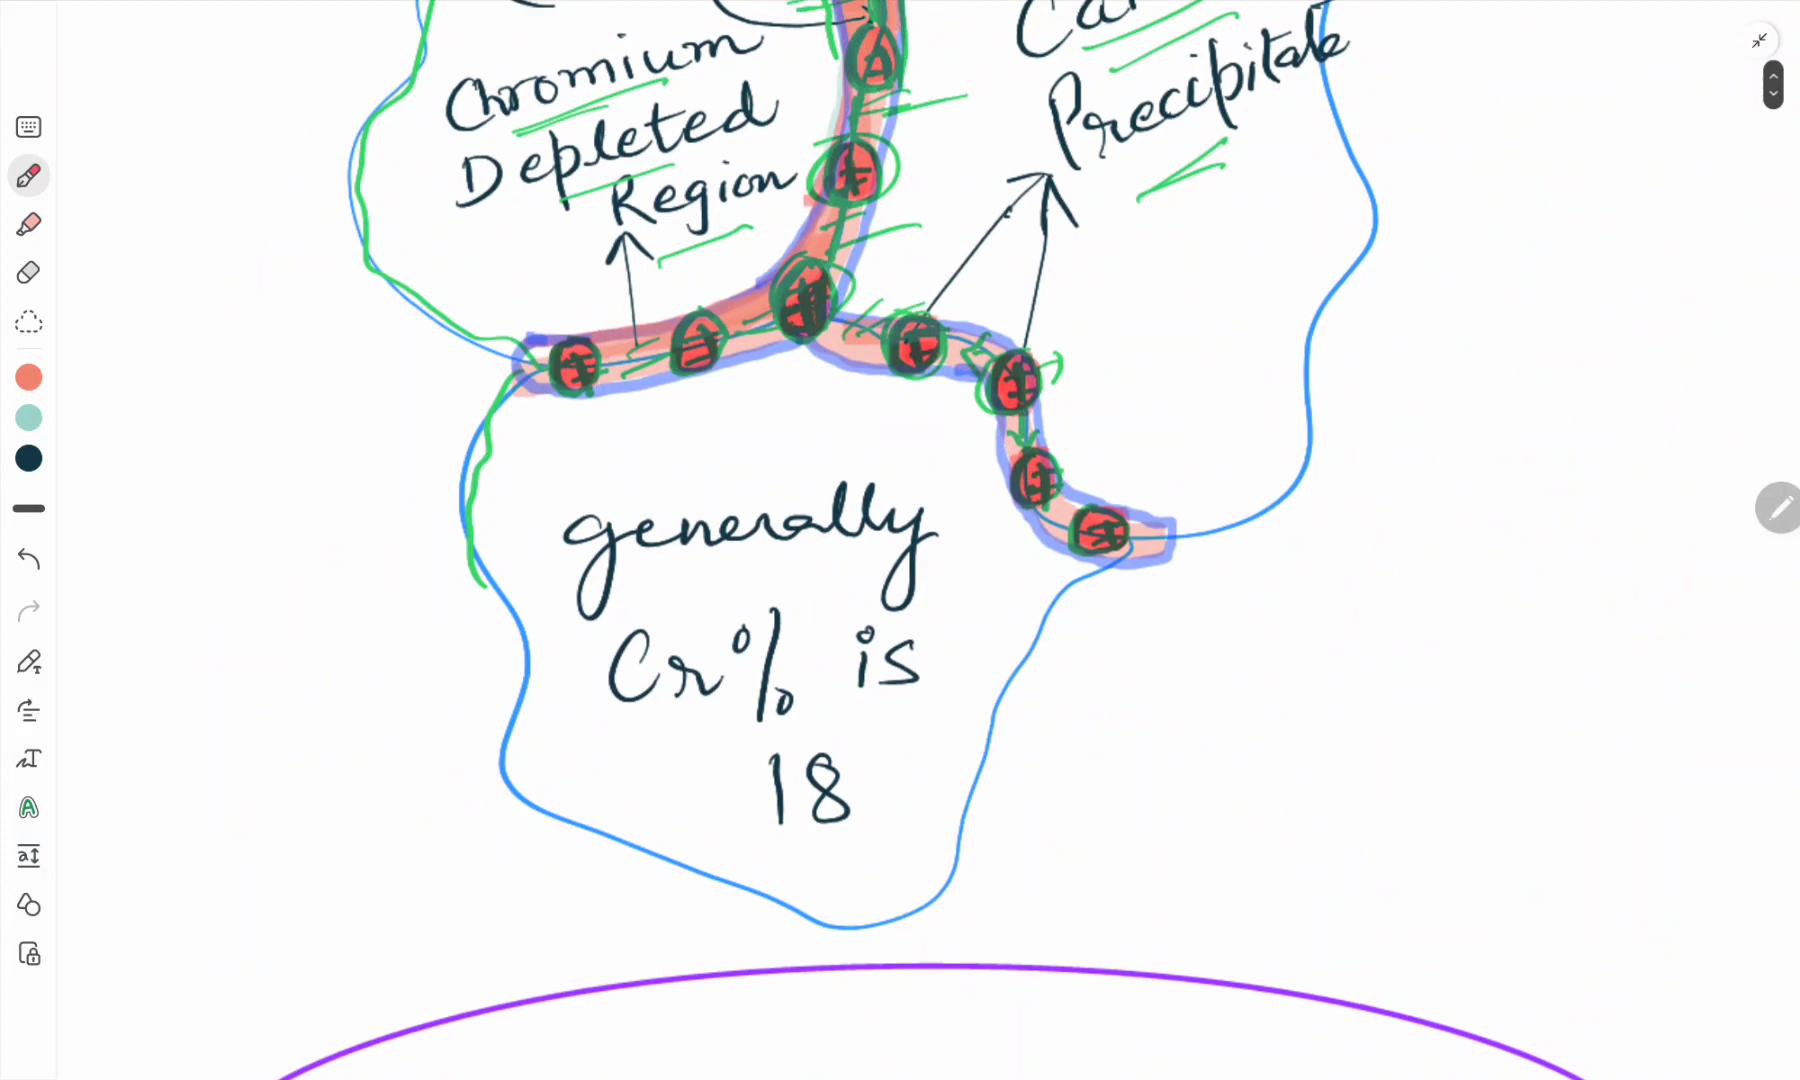 Chromium
Depleted
Region
Precipitate
generally
Cr% is
18